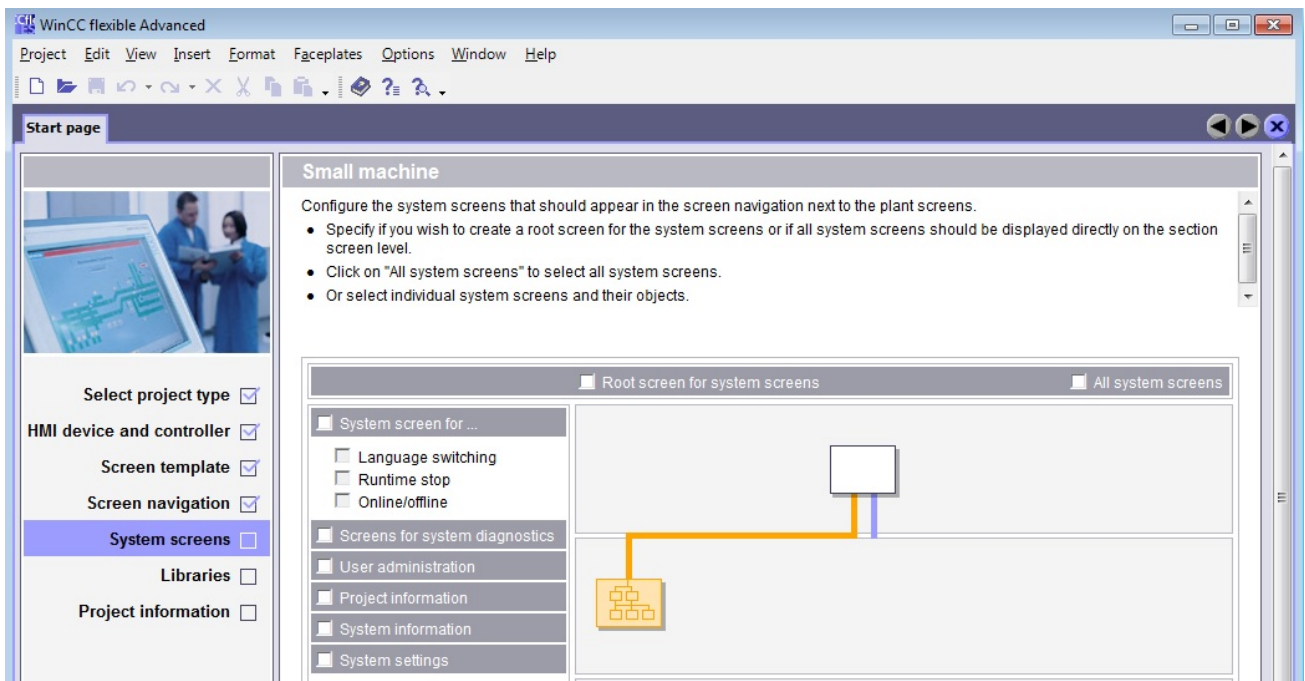 WinCC flexible Advanced
Project Edit View Insert Format Faceplates Options Window Help
Start page
Small machine
Configure the system screens that should appear in the screen navigation next to the plant screens.
• Specify if you wish to create a root screen for the system screens or if all system screens should be displayed directly on the section
screen level.
• Click on "All system screens" to select all system screens.
• Or select individual system screens and their objects.
Select project type
HMI device and controller
Screen template
Screen navigation
System screens
Libraries
Project information
Root screen for system screens
All system screens
System screen for ...
Language switching
Runtime stop
Online/offline
Screens for system diagnostics
User administration
Project information
System information
System settings